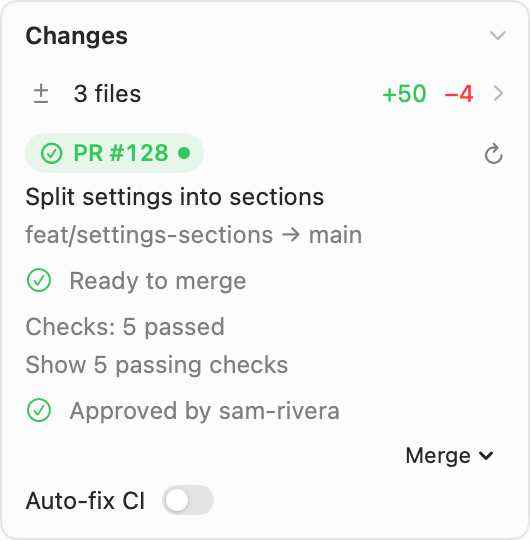 Changes
3 files +50 −4
PR #128
Split settings into sections
feat/settings-sections → main
Ready to merge
Checks: 5 passed
Show 5 passing checks
Approved by sam-rivera
Merge
Auto-fix CI